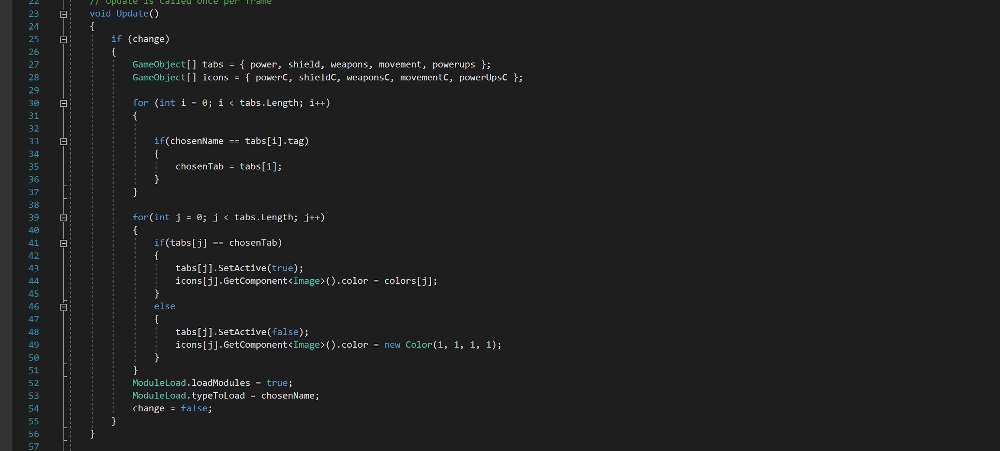 22 // Update is called once per frame
23 void Update()
24 {
25 if (change)
26 {
27 GameObject[] tabs = { power, shield, weapons, movement, powerups };
28 GameObject[] icons = { powerC, shieldC, weaponsC, movementC, powerUpsC };
29
30 for (int i = 0; i < tabs.Length; i++)
31 {
32
33 if(chosenName == tabs[i].tag)
34 {
35 chosenTab = tabs[i];
36 }
37 }
38
39 for(int j = 0; j < tabs.Length; j++)
40 {
41 if(tabs[j] == chosenTab)
42 {
43 tabs[j].SetActive(true);
44 icons[j].GetComponent<Image>().color = colors[j];
45 }
46 else
47 {
48 tabs[j].SetActive(false);
49 icons[j].GetComponent<Image>().color = new Color(1, 1, 1, 1);
50 }
51 }
52 ModuleLoad.loadModules = true;
53 ModuleLoad.typeToLoad = chosenName;
54 change = false;
55 }
56 }
57